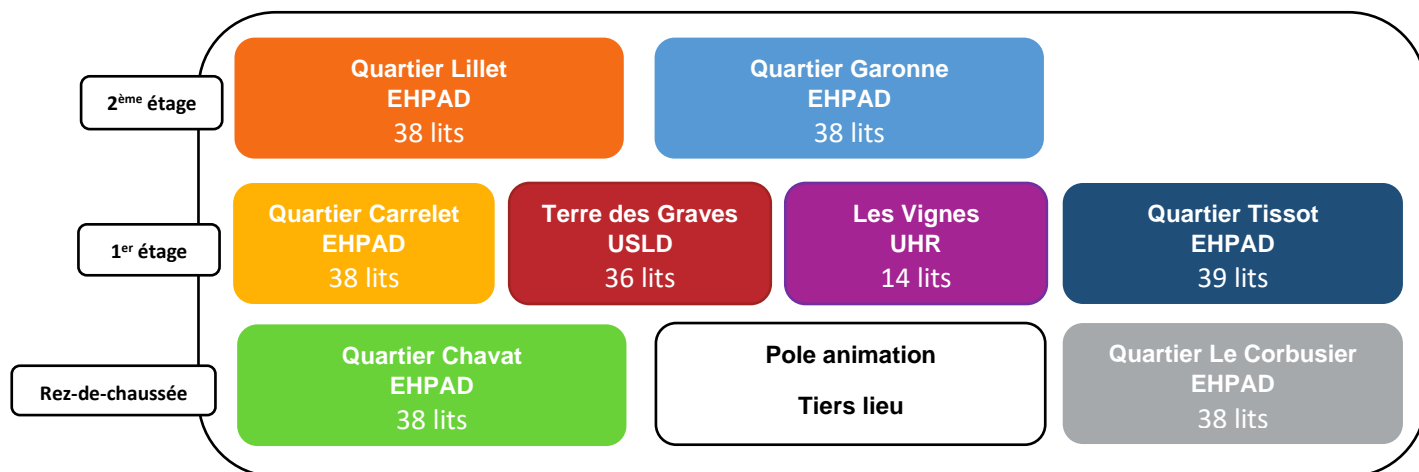 2ème étage
Quartier Lillet
EHPAD
38 lits
Quartier Garonne
EHPAD
38 lits
1er étage
Quartier Carrelet
EHPAD
38 lits
Terre des Graves
USLD
36 lits
Les Vignes
UHR
14 lits
Quartier Tissot
EHPAD
39 lits
Rez-de-chaussée
Quartier Chavat
EHPAD
38 lits
Pole animation
Tiers lieu
Quartier Le Corbusier
EHPAD
38 lits